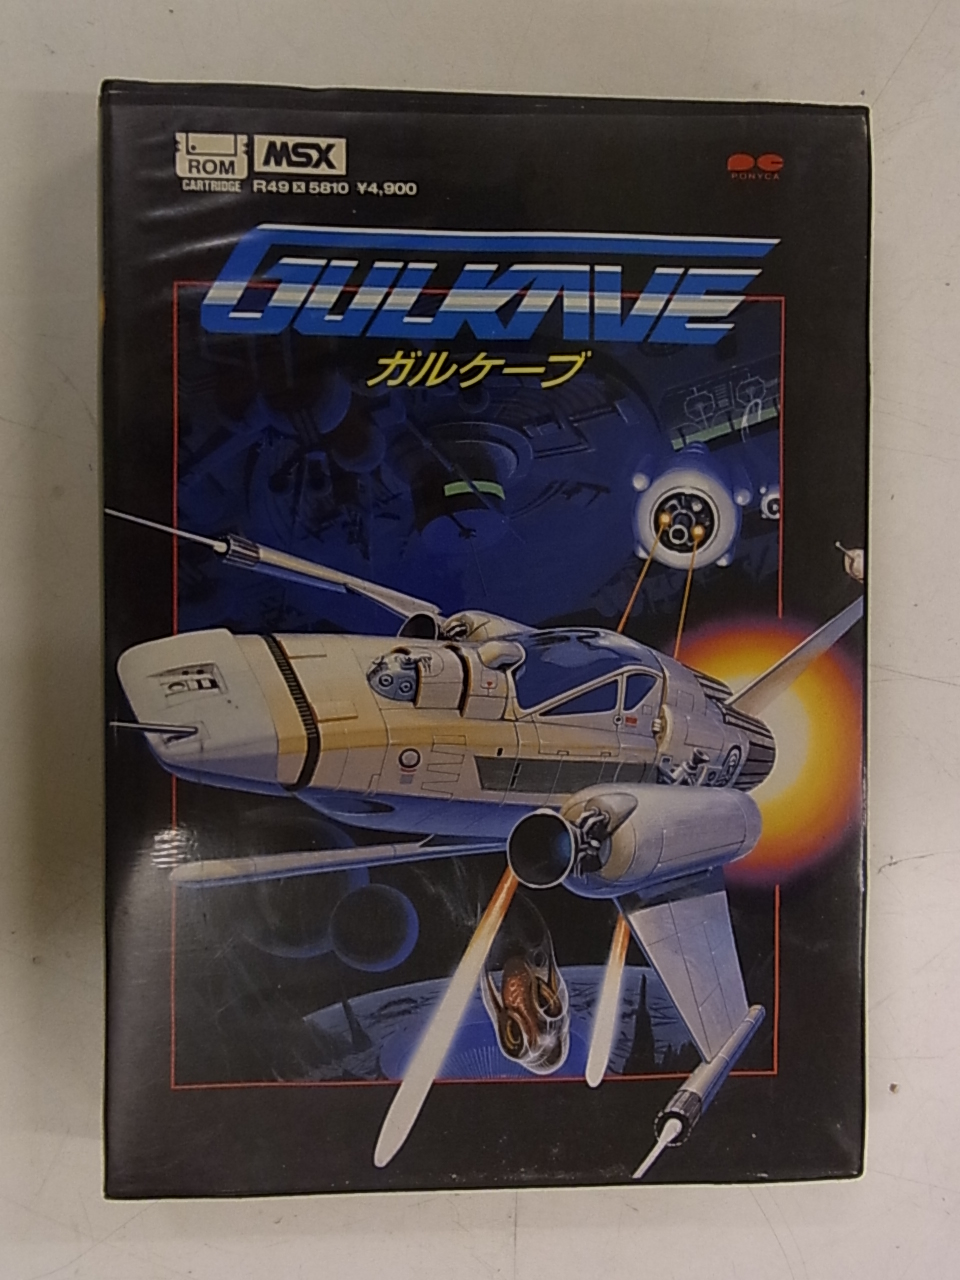 ROM
CARTRIDGE
MSX
R49 X 5810 ¥4,900
PONYCA
GULKAVE
ガルケーブ